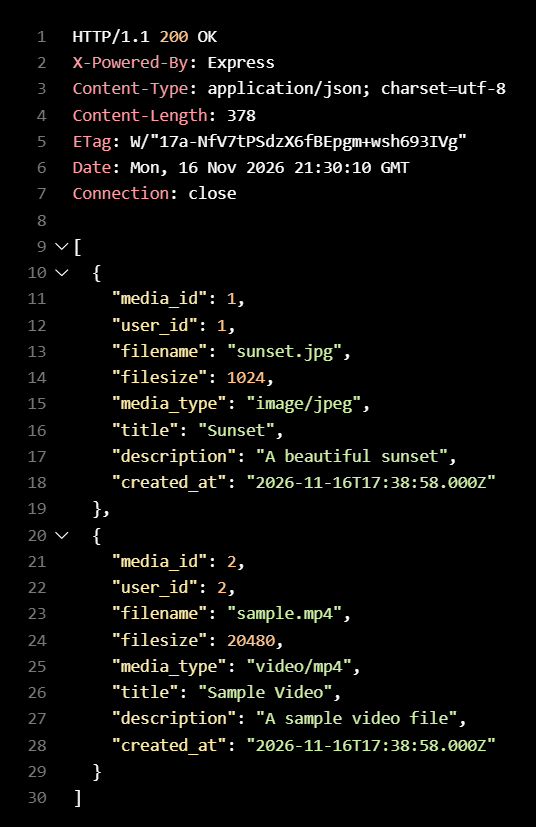 1 HTTP/1.1 200 OK
2 X-Powered-By: Express
3 Content-Type: application/json; charset=utf-8
4 Content-Length: 378
5 ETag: W/"17a-NfV7tPSdzX6fBEpgm+wsh693IVg"
6 Date: Mon, 16 Nov 2026 21:30:10 GMT
7 Connection: close
8
9 [
10   {
11     "media_id": 1,
12     "user_id": 1,
13     "filename": "sunset.jpg",
14     "filesize": 1024,
15     "media_type": "image/jpeg",
16     "title": "Sunset",
17     "description": "A beautiful sunset",
18     "created_at": "2026-11-16T17:38:58.000Z"
19   },
20   {
21     "media_id": 2,
22     "user_id": 2,
23     "filename": "sample.mp4",
24     "filesize": 20480,
25     "media_type": "video/mp4",
26     "title": "Sample Video",
27     "description": "A sample video file",
28     "created_at": "2026-11-16T17:38:58.000Z"
29   }
30 ]